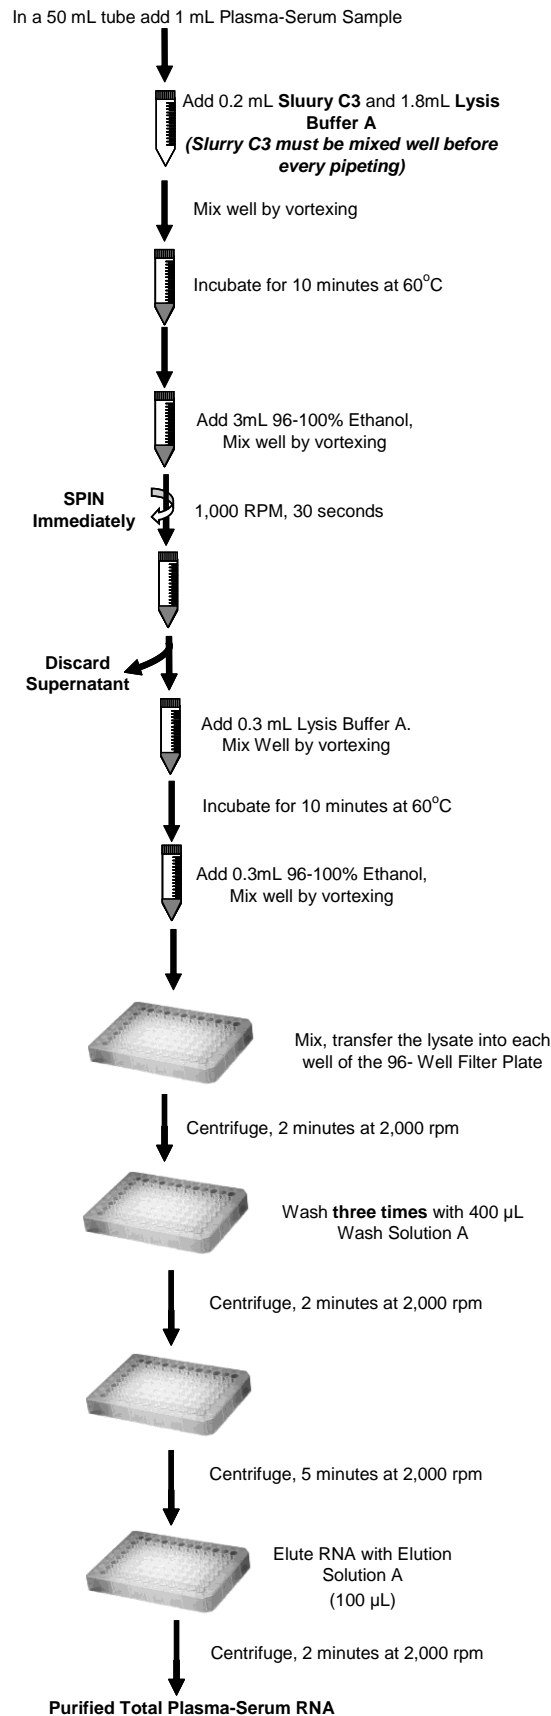 In a 50 mL tube add 1 mL Plasma-Serum Sample
Add 0.2 mL Sluury C3 and 1.8mL Lysis
Buffer A
(Slurry C3 must be mixed well before
every pipeting)
Mix well by vortexing
Incubate for 10 minutes at 60°C
Add 3mL 96-100% Ethanol,
Mix well by vortexing
SPIN
Immediately
1,000 RPM, 30 seconds
Discard
Supernatant
Add 0.3 mL Lysis Buffer A.
Mix Well by vortexing
Incubate for 10 minutes at 60°C
Add 0.3mL 96-100% Ethanol,
Mix well by vortexing
Mix, transfer the lysate into each
well of the 96- Well Filter Plate
Centrifuge, 2 minutes at 2,000 rpm
Wash three times with 400 µL
Wash Solution A
Centrifuge, 2 minutes at 2,000 rpm
Centrifuge, 5 minutes at 2,000 rpm
Elute RNA with Elution
Solution A
(100 µL)
Centrifuge, 2 minutes at 2,000 rpm
Purified Total Plasma-Serum RNA